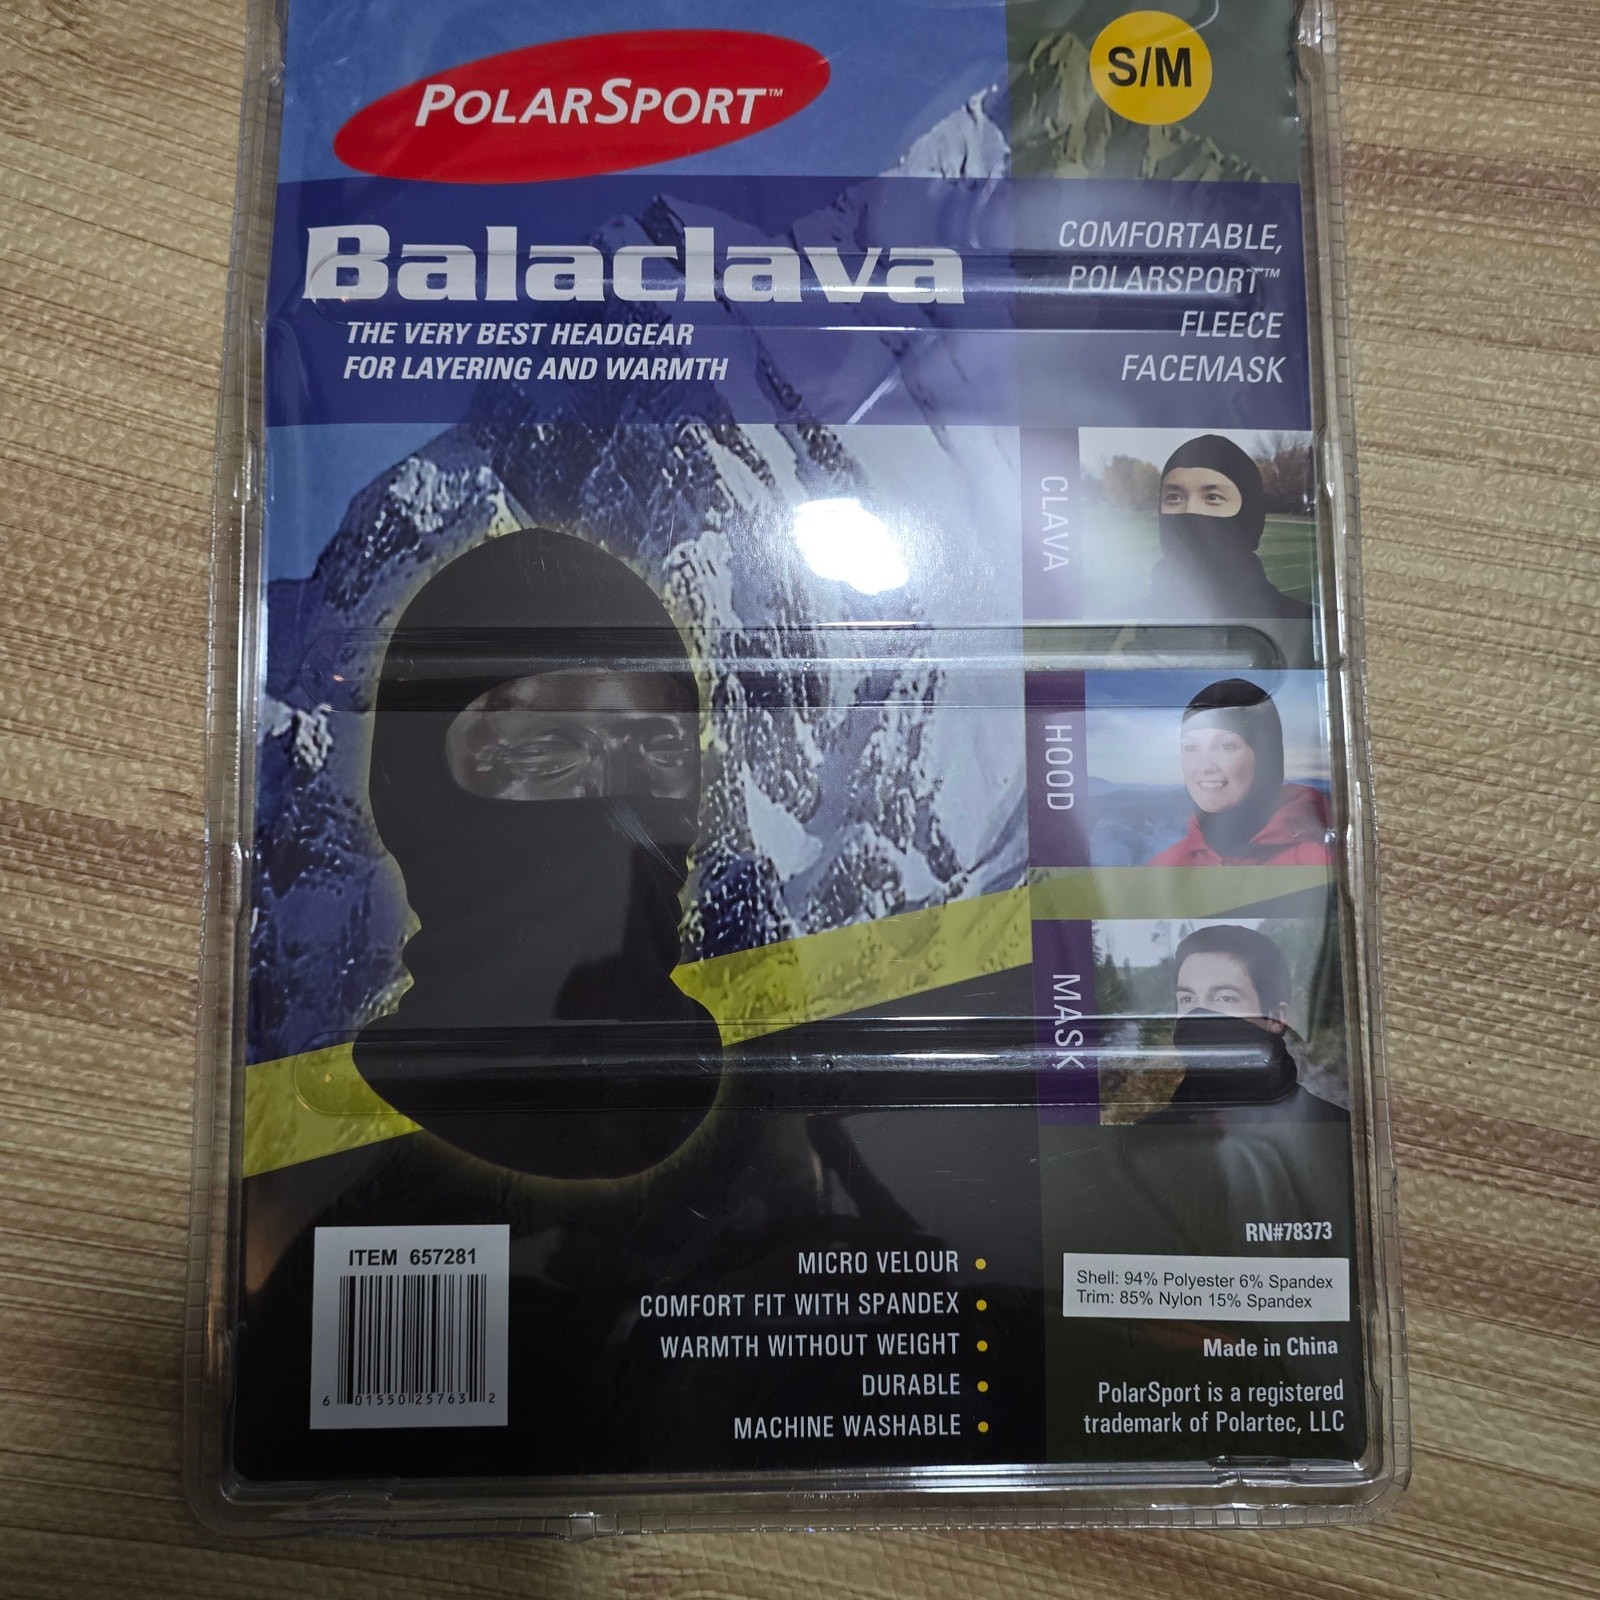 POLARSPORT™
S/M
Balaclava
THE VERY BEST HEADGEAR
FOR LAYERING AND WARMTH
COMFORTABLE,
POLARSPORT™
FLEECE
FACEMASK
CLAVA
HOOD
MASK
ITEM 657281
6 01550 25763 2
MICRO VELOUR •
COMFORT FIT WITH SPANDEX •
WARMTH WITHOUT WEIGHT •
DURABLE •
MACHINE WASHABLE •
RN#78373
Shell: 94% Polyester 6% Spandex
Trim: 85% Nylon 15% Spandex
Made in China
PolarSport is a registered
trademark of Polartec, LLC